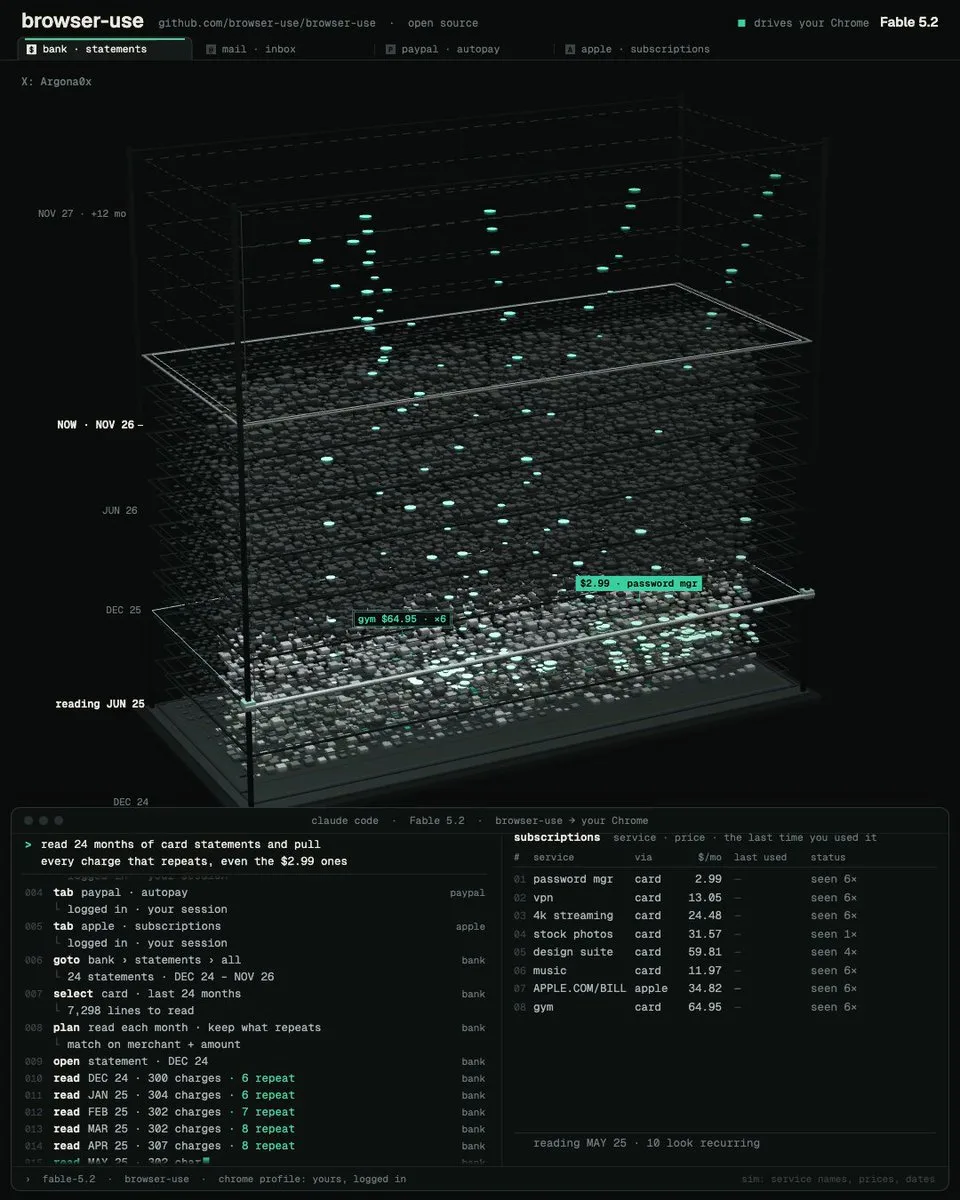 browser-use github.com/browser-use/browser-use · open source
drives your Chrome Fable 5.2
$ bank · statements
@ mail · inbox
P paypal · autopay
A apple · subscriptions
X: Argona0x
NOV 27 · +12 mo
NOW · NOV 26
JUN 26
DEC 25
$2.99 · password mgr
gym $64.95 · ×6
reading JUN 25
DEC 24
claude code · Fable 5.2 · browser-use → your Chrome
> read 24 months of card statements and pull
every charge that repeats, even the $2.99 ones
└ logged in · your session
004 tab paypal · autopay paypal
└ logged in · your session
005 tab apple · subscriptions apple
└ logged in · your session
006 goto bank › statements › all bank
└ 24 statements · DEC 24 – NOV 26
007 select card · last 24 months bank
└ 7,298 lines to read
008 plan read each month · keep what repeats bank
└ match on merchant + amount
009 open statement · DEC 24 bank
010 read DEC 24 · 300 charges · 6 repeat bank
011 read JAN 25 · 304 charges · 6 repeat bank
012 read FEB 25 · 302 charges · 7 repeat bank
013 read MAR 25 · 302 charges · 8 repeat bank
014 read APR 25 · 307 charges · 8 repeat bank
015 read MAY 25 · 302 char bank
subscriptions service · price · the last time you used it
# service via $/mo last used status
01 password mgr card 2.99 — seen 6×
02 vpn card 13.05 — seen 6×
03 4k streaming card 24.48 — seen 6×
04 stock photos card 31.57 — seen 1×
05 design suite card 59.81 — seen 4×
06 music card 11.97 — seen 6×
07 APPLE.COM/BILL apple 34.82 — seen 6×
08 gym card 64.95 — seen 6×
reading MAY 25 · 10 look recurring
› fable-5.2 · browser-use · chrome profile: yours, logged in
sim: service names, prices, dates